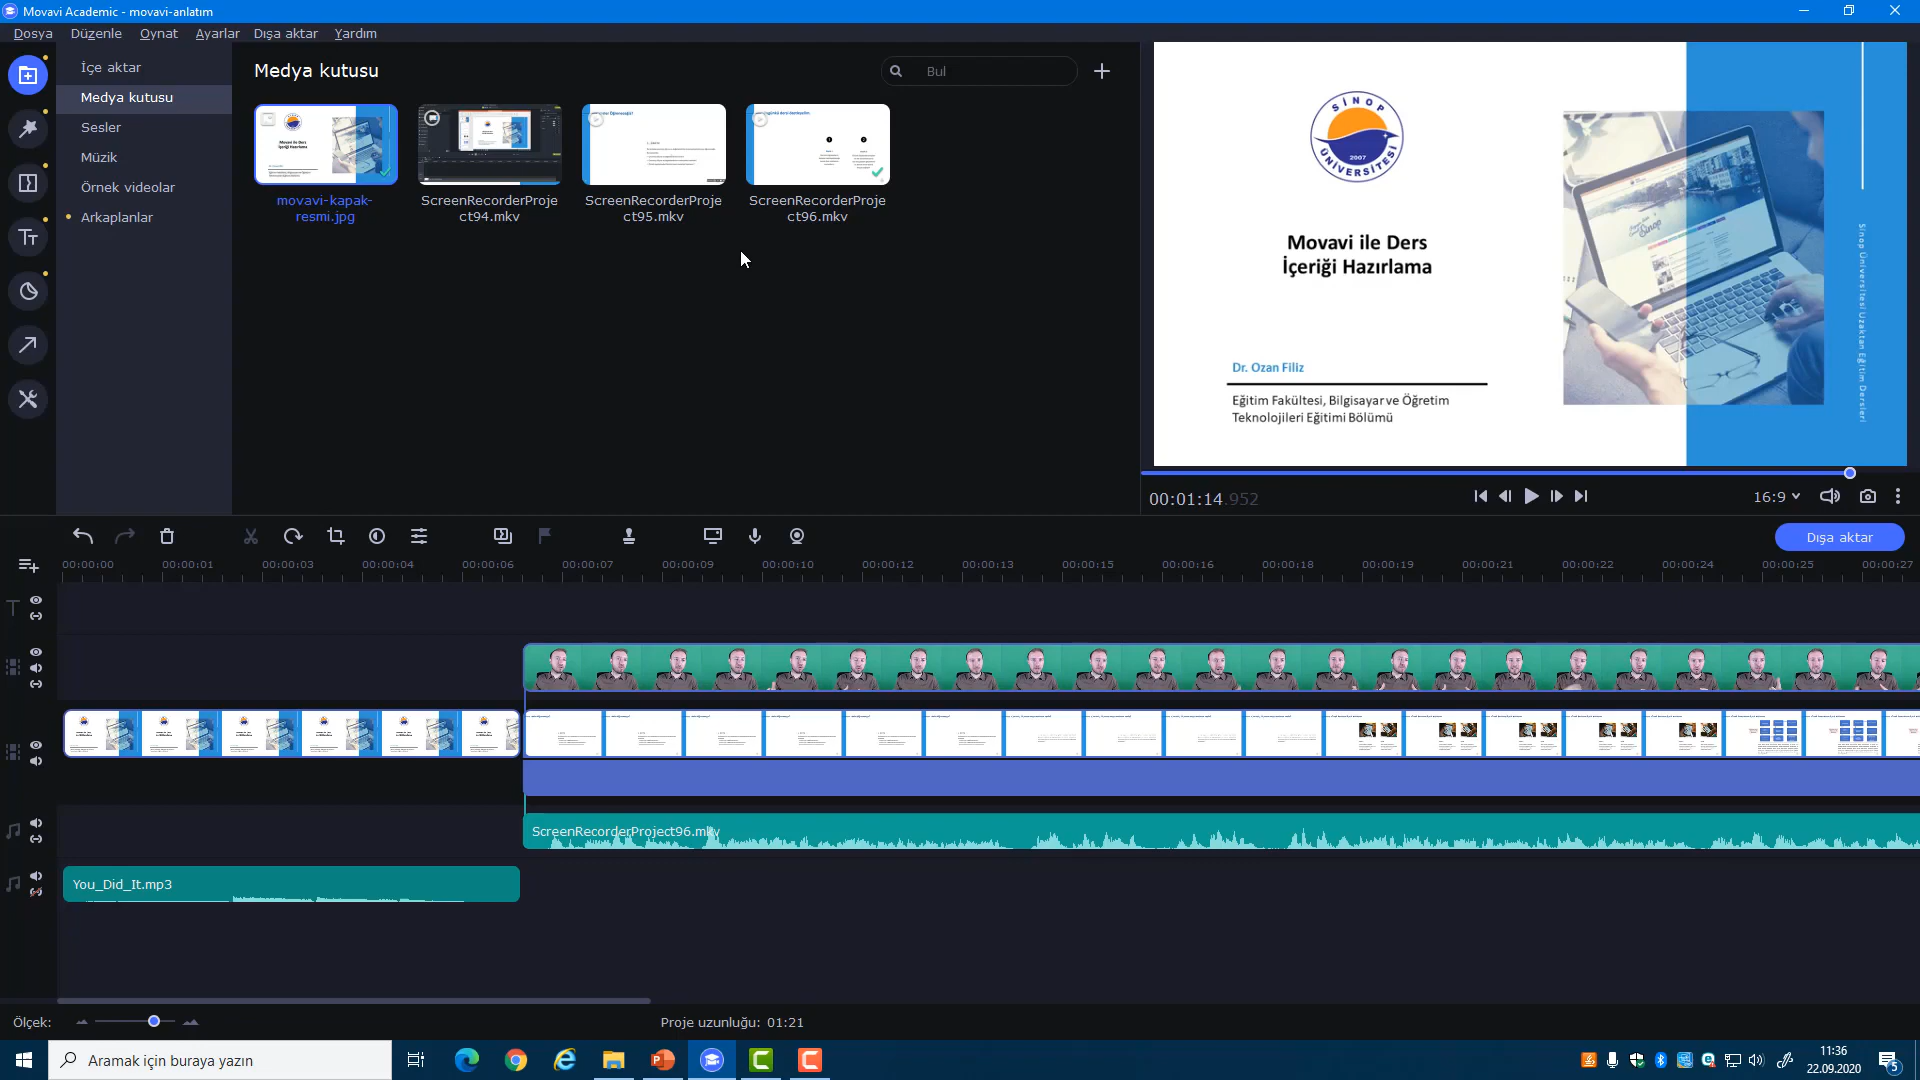 Movavi Academic - movavi-anlatım
Dosya Düzenle Oynat Ayarlar Dışa aktar Yardım
İçe aktar
Medya kutusu
Sesler
Müzik
Örnek videolar
Arkaplanlar
Medya kutusu
Bul
movavi-kapak-
resmi.jpg
ScreenRecorderProje
ct94.mkv
ScreenRecorderProje
ct95.mkv
ScreenRecorderProje
ct96.mkv
SİNOP
ÜNİVERSİTESİ
2007
Movavi ile Ders
İçeriği Hazırlama
Dr. Ozan Filiz
Eğitim Fakültesi, Bilgisayar ve Öğretim
Teknolojileri Eğitimi Bölümü
Sinop Üniversitesi Uzaktan Eğitim Dersleri
00:01:14.952
16:9
Dışa aktar
00:00:00 00:00:01 00:00:03 00:00:04 00:00:06 00:00:07 00:00:09 00:00:10 00:00:12 00:00:13 00:00:15 00:00:16 00:00:18 00:00:19 00:00:21 00:00:22 00:00:24 00:00:25 00:00:27
ScreenRecorderProject96.mkv
You_Did_It.mp3
Ölçek:
Proje uzunluğu: 01:21
Aramak için buraya yazın
11:36
22.09.2020
5